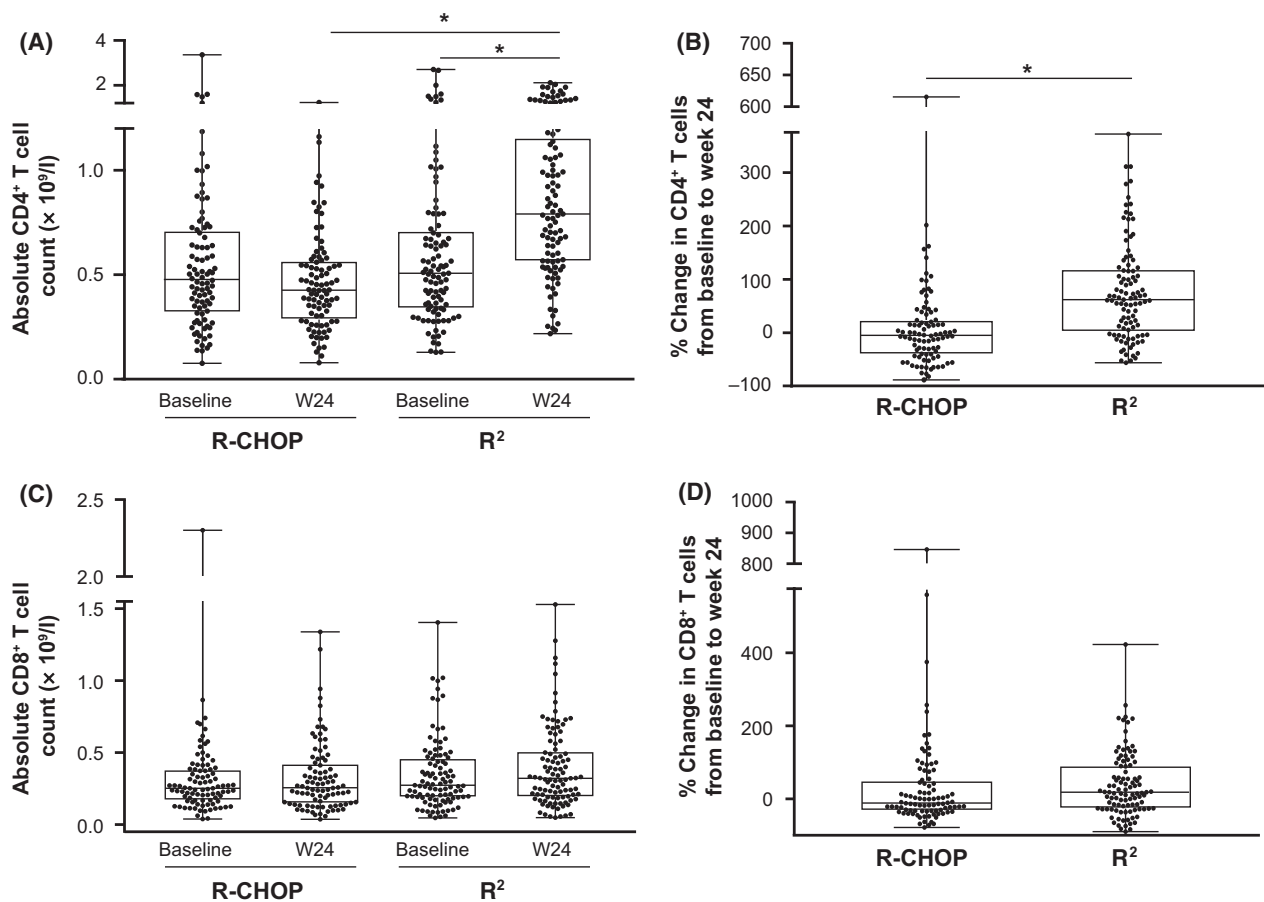 (A)
*
*
Absolute CD4⁺ T cell
count (× 10⁹/l)
4
2
1.0
0.5
0.0
Baseline W24 Baseline W24
R-CHOP R²
(B)
*
% Change in CD4⁺ T cells
from baseline to week 24
700
650
600
300
200
100
0
–100
R-CHOP R²
(C)
Absolute CD8⁺ T cell
count (× 10⁹/l)
2.5
2.0
1.5
1.0
0.5
0.0
Baseline W24 Baseline W24
R-CHOP R²
(D)
% Change in CD8⁺ T cells
from baseline to week 24
1000
900
800
400
200
0
R-CHOP R²